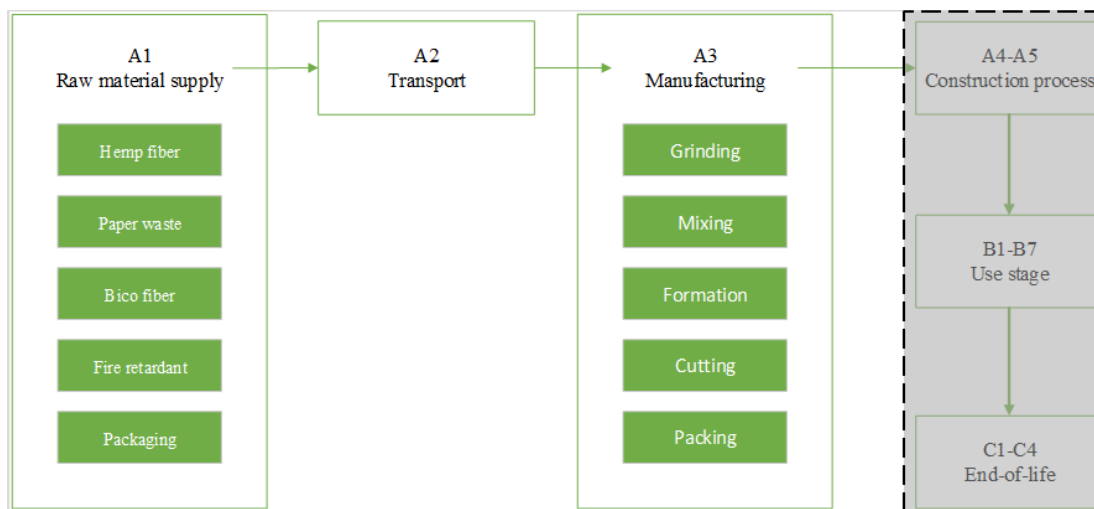 A1
Raw material supply
Hemp fiber
Paper waste
Bico fiber
Fire retardant
Packaging
A2
Transport
A3
Manufacturing
Grinding
Mixing
Formation
Cutting
Packing
A4-A5
Construction process
B1-B7
Use stage
C1-C4
End-of-life